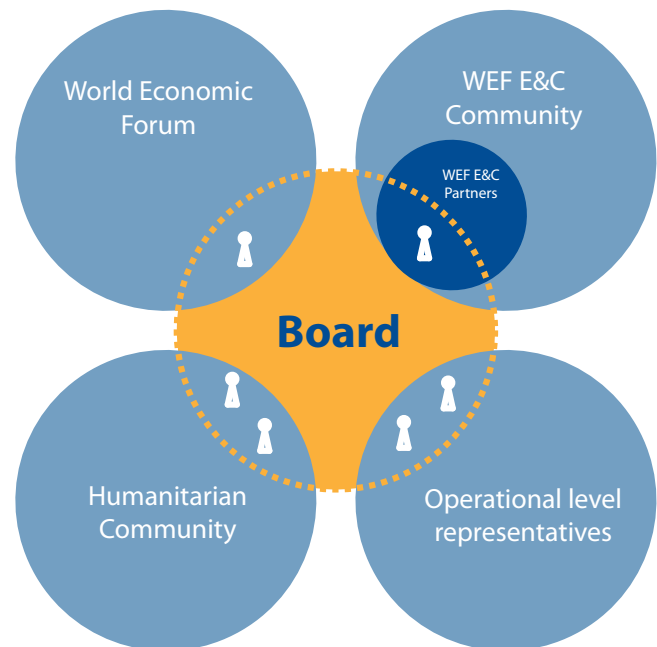 World Economic
Forum
WEF E&C
Community
WEF E&C
Partners
Board
Humanitarian
Community
Operational level
representatives